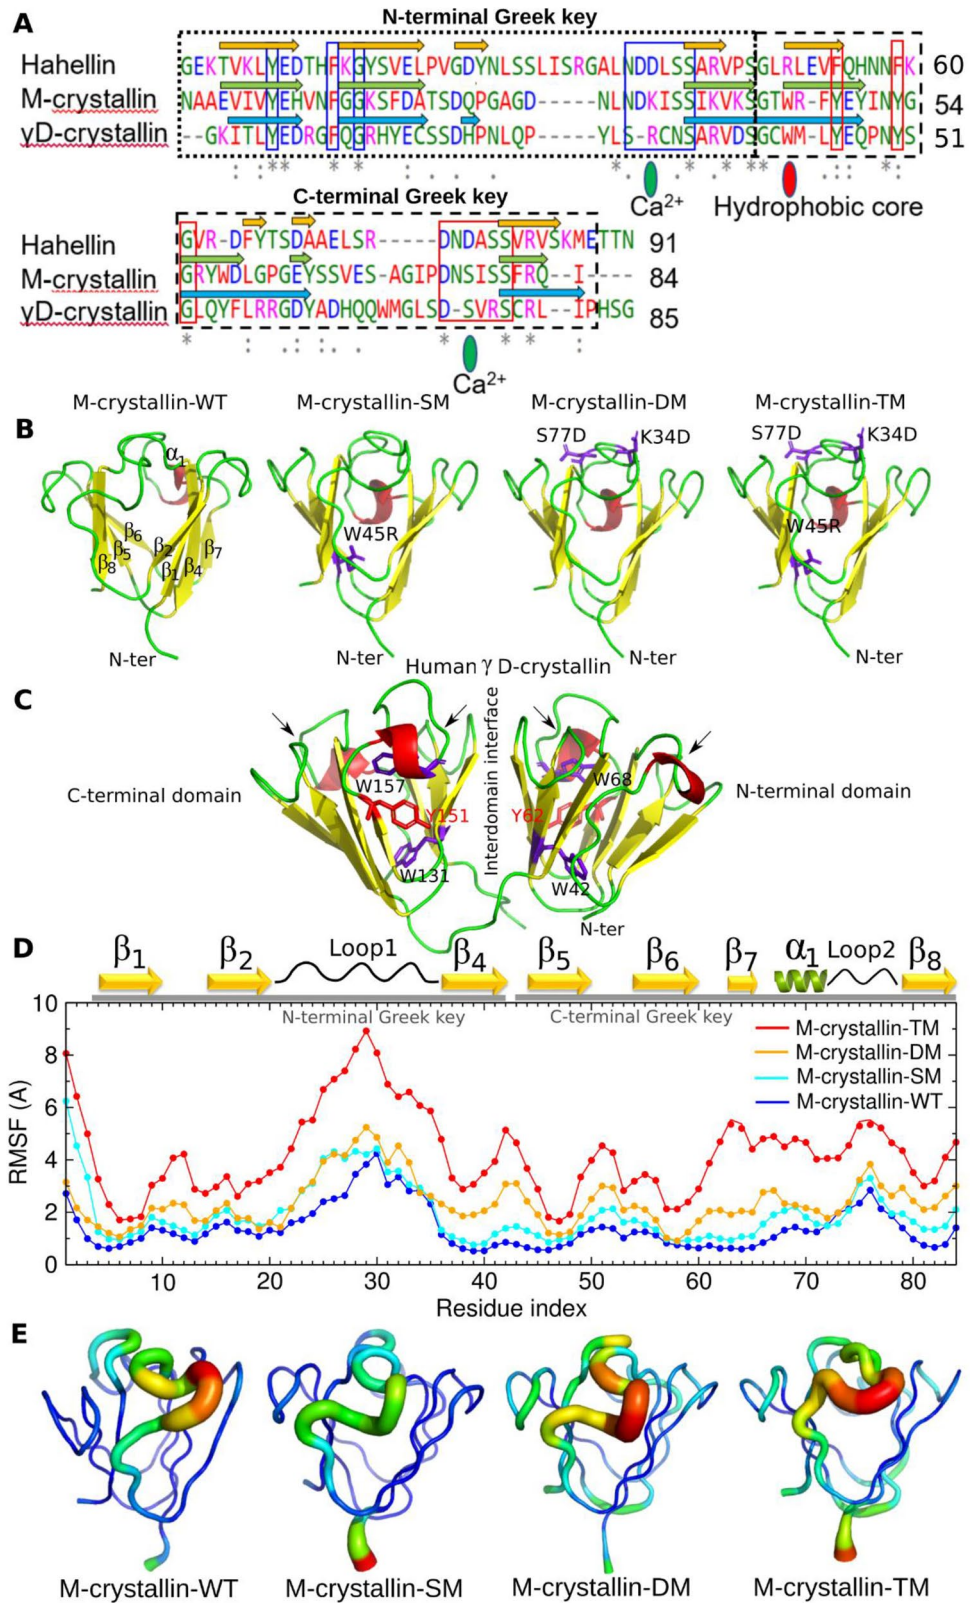 A
N-terminal Greek key
Hahellin GEKTVKLYEDTHFKGYSVELPVGDYNLSSLISRGALNDDLSSARVPSGLRLEVFQHNNFK 60
M-crystallin NAAEVIVYEHVNFGGKSFDATSDQPGAGD-----NLNDKISSIKVKSGTWR-FYEYINYG 54
γD-crystallin --GKITLYEDRGFQGRHYECSSDHPNLQP-----YLS-RCNSARVDSGCWM-LYEQPNYS 51
Ca2+ Hydrophobic core
C-terminal Greek key
Hahellin GVR-DFYTSDAAELSR-----DNDASSVRVSKMETTN 91
M-crystallin GRYWDLGPGEYSSVES-AGIPDNSISSFRQ--I---- 84
γD-crystallin GLQYFLRRGDYADHQQWMGLSD-SVRSCRL--IPHSG 85
Ca2+
B
M-crystallin-WT M-crystallin-SM M-crystallin-DM M-crystallin-TM
S77D K34D S77D K34D
α1
W45R W45R
β6
β5 β2 β7
β8 β1 β4
N-ter N-ter N-ter N-ter
C
Human γ D-crystallin
Interdomain interface
C-terminal domain W157 W68 N-terminal domain
Y151 Y62
W131 W42
N-ter
D
β1 β2 Loop1 β4 β5 β6 β7 α1 Loop2 β8
N-terminal Greek key C-terminal Greek key
M-crystallin-TM
M-crystallin-DM
M-crystallin-SM
M-crystallin-WT
RMSF (A)
10
8
6
4
2
0
10 20 30 40 50 60 70 80
Residue index
E
M-crystallin-WT M-crystallin-SM M-crystallin-DM M-crystallin-TM